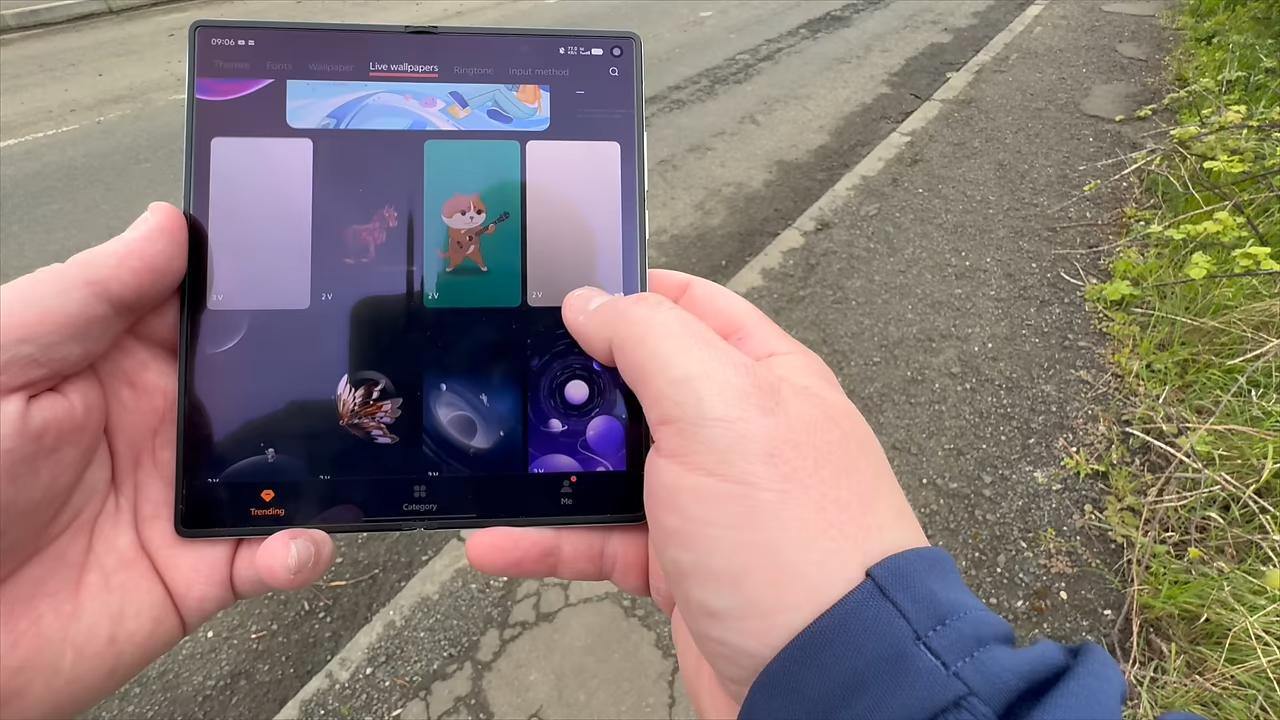 09:06
Themes Fonts Wallpaper Live wallpapers Ringtone Input method
3 V
2 V
2 V
2 V
Trending
Category
Me